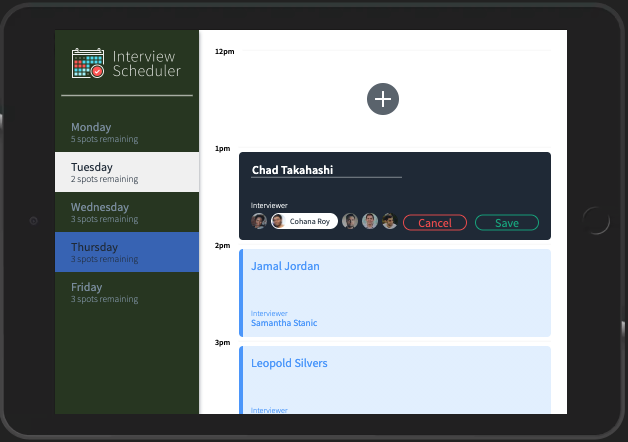 Interview
Scheduler
Monday
5 spots remaining
Tuesday
2 spots remaining
Wednesday
3 spots remaining
Thursday
3 spots remaining
Friday
3 spots remaining
12pm
1pm
Chad Takahashi
Interviewer
Cohana Roy
Cancel
Save
2pm
Jamal Jordan
Interviewer
Samantha Stanic
3pm
Leopold Silvers
Interviewer